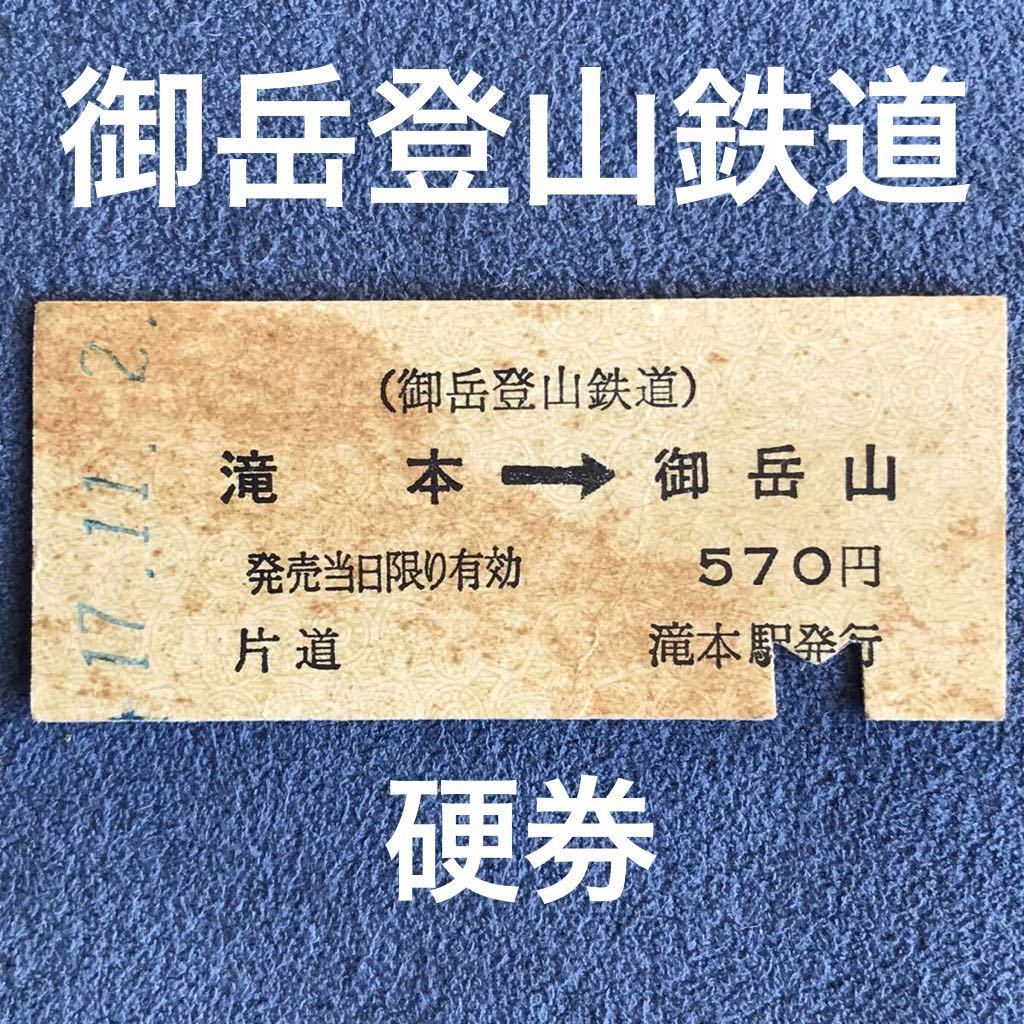 御岳登山鉄道
17.11.2.
(御岳登山鉄道)
滝本➡御岳山
発売当日限り有効 570円
片道 滝本駅発行
硬券